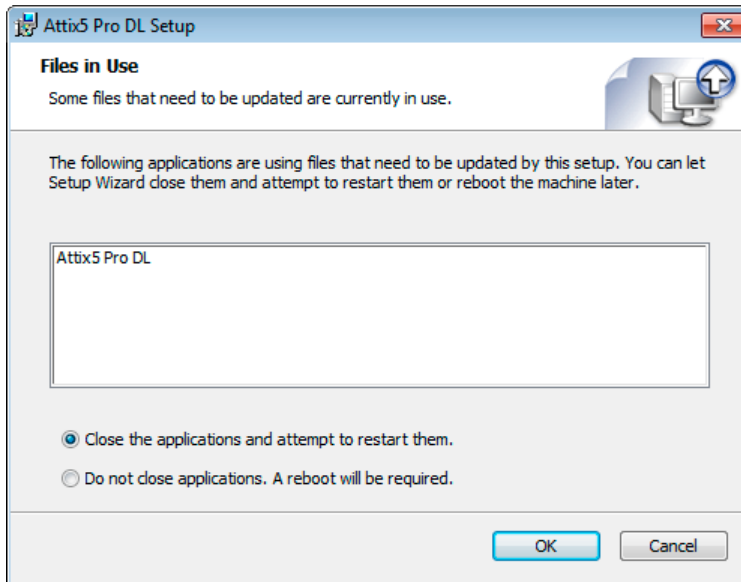 Attix5 Pro DL Setup
Files in Use
Some files that need to be updated are currently in use.
The following applications are using files that need to be updated by this setup. You can let
Setup Wizard close them and attempt to restart them or reboot the machine later.
Attix5 Pro DL
Close the applications and attempt to restart them.
Do not close applications. A reboot will be required.
OK
Cancel